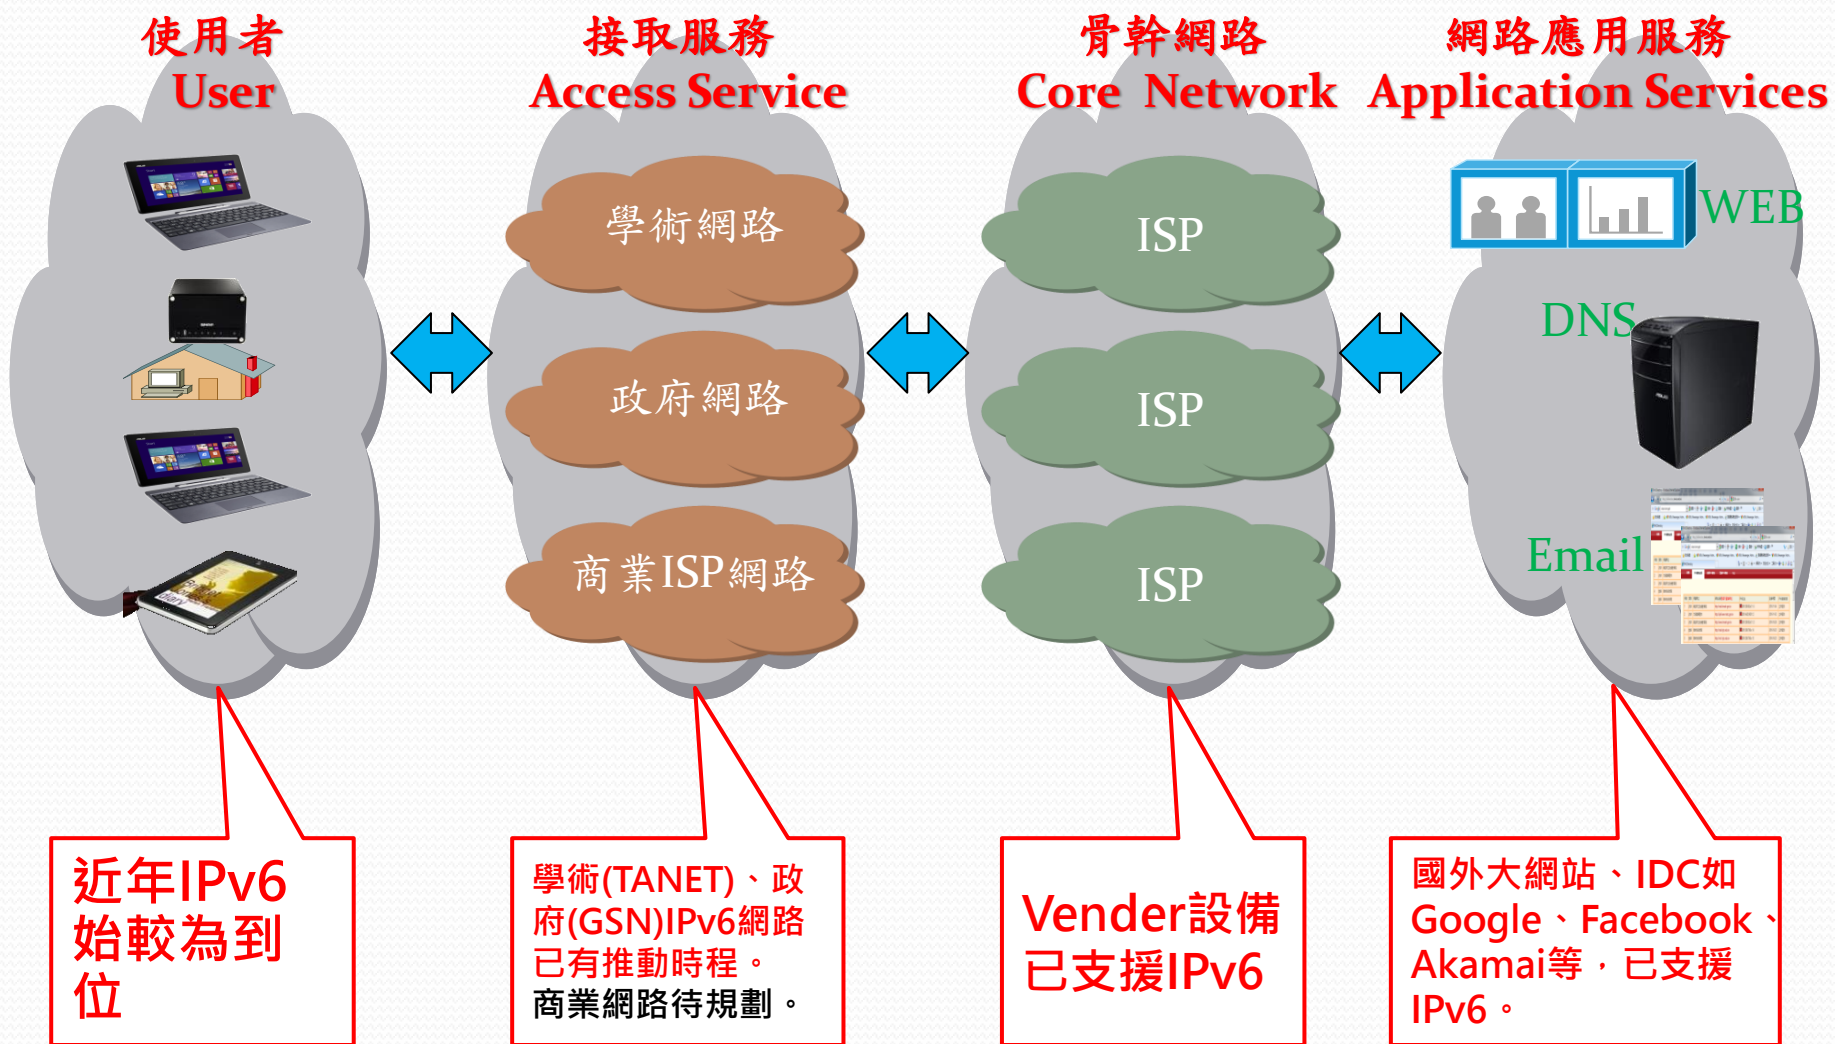 使用者
User
接取服務
Access Service
骨幹網路
Core Network
網路應用服務
Application Services
學術網路
政府網路
商業ISP網路
ISP
ISP
ISP
WEB
DNS
Email
近年IPv6
始較為到
位
學術(TANET)、政
府(GSN)IPv6網路
已有推動時程。
商業網路待規劃。
Vender設備
已支援IPv6
國外大網站、IDC如
Google、Facebook、
Akamai等，已支援
IPv6。